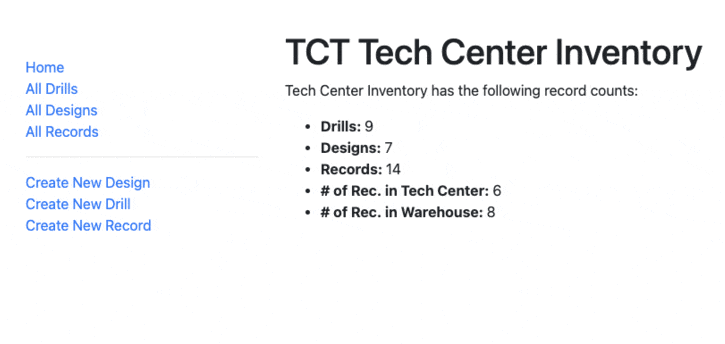 Home
All Drills
All Designs
All Records
Create New Design
Create New Drill
Create New Record
TCT Tech Center Inventory
Tech Center Inventory has the following record counts:
Drills: 9
Designs: 7
Records: 14
# of Rec. in Tech Center: 6
# of Rec. in Warehouse: 8